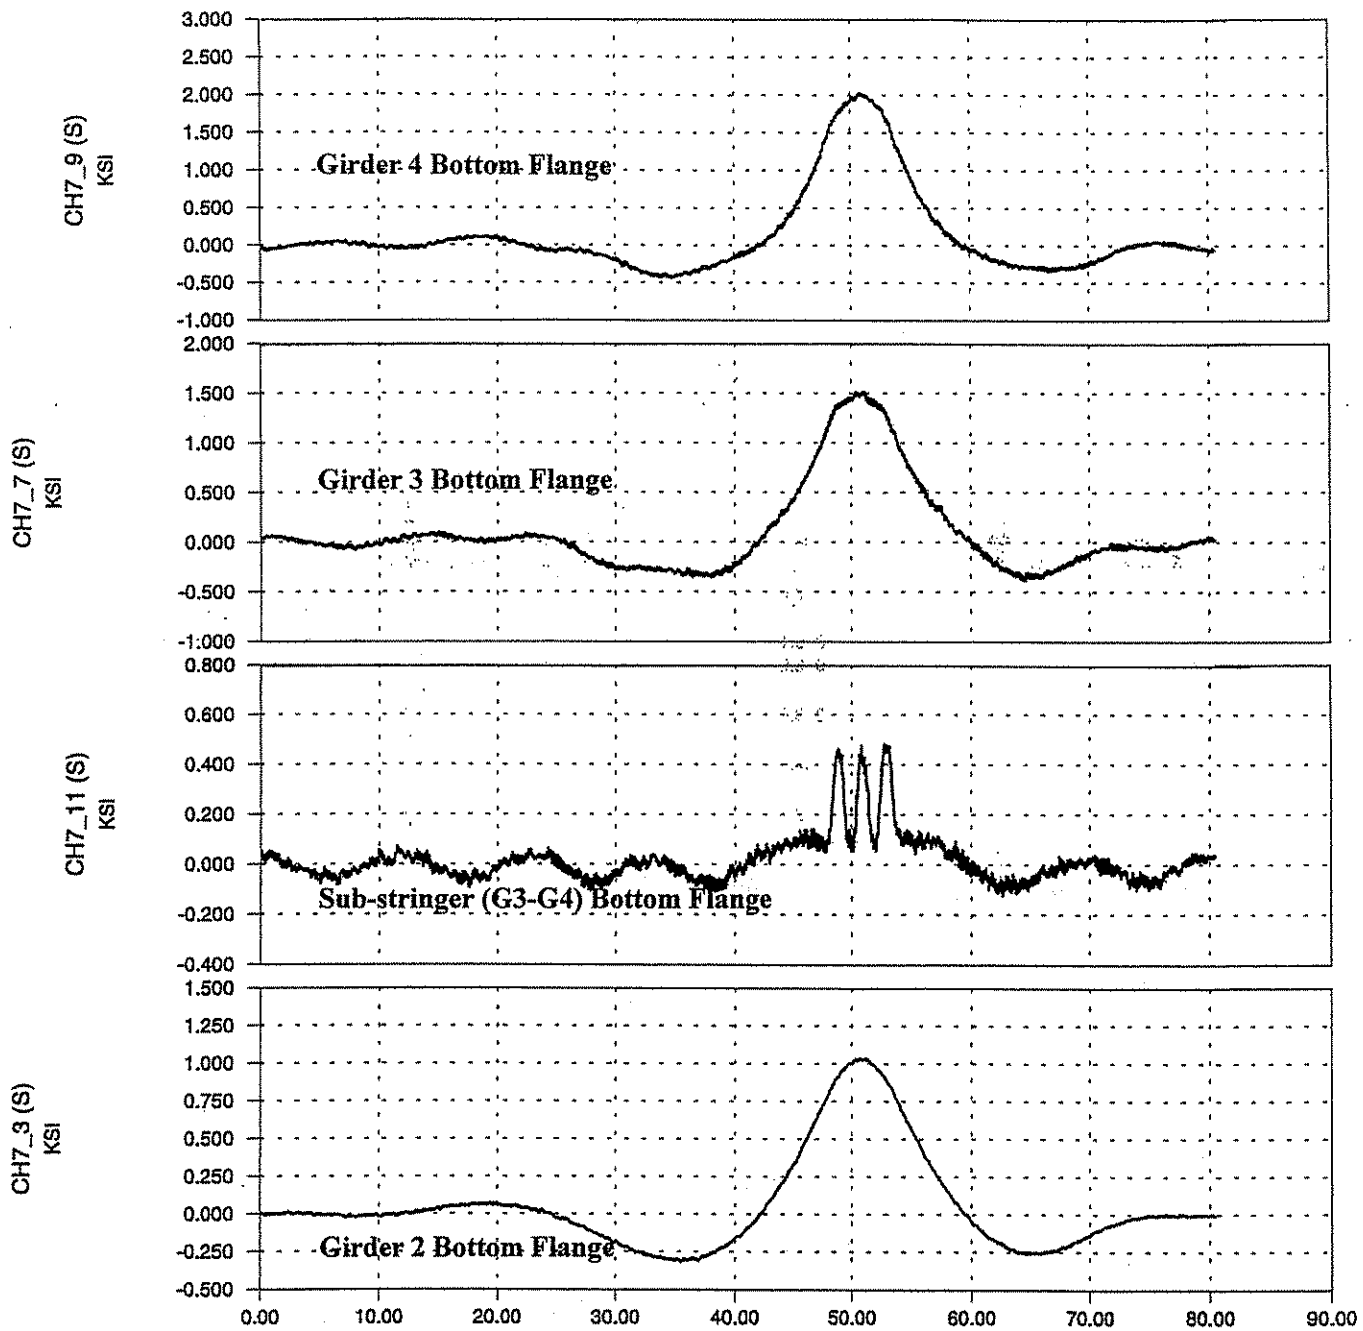 3.000
2.500
2.000
1.500
1.000
0.500
0.000
-0.500
-1.000
CH7_9 (S)
KSI
Girder 4 Bottom Flange
2.000
1.500
1.000
0.500
0.000
-0.500
-1.000
CH7_7 (S)
KSI
Girder 3 Bottom Flange
0.800
0.600
0.400
0.200
0.000
-0.200
-0.400
CH7_11 (S)
KSI
Sub-stringer (G3-G4) Bottom Flange
1.500
1.250
1.000
0.750
0.500
0.250
0.000
-0.250
-0.500
CH7_3 (S)
KSI
Girder 2 Bottom Flange
0.00 10.00 20.00 30.00 40.00 50.00 60.00 70.00 80.00 90.00